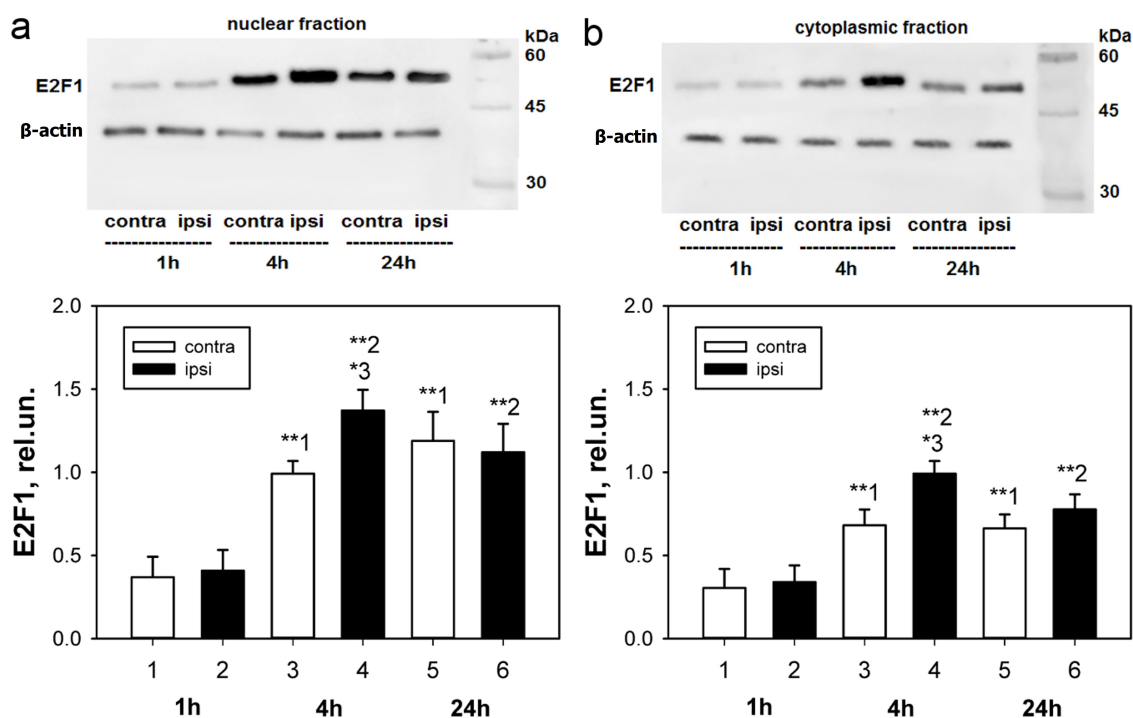 a
nuclear fraction
kDa
60
E2F1
45
β-actin
30
contra ipsi contra ipsi contra ipsi
1h 4h 24h
b
cytoplasmic fraction
kDa
60
E2F1
45
β-actin
30
contra ipsi contra ipsi contra ipsi
1h 4h 24h
E2F1, rel.un.
2.0
1.5
1.0
0.5
0.0
contra
ipsi
**1
**2
*3
**1
**2
1 2 3 4 5 6
1h 4h 24h
E2F1, rel.un.
2.0
1.5
1.0
0.5
0.0
contra
ipsi
**1
**2
*3
**1
**2
1 2 3 4 5 6
1h 4h 24h